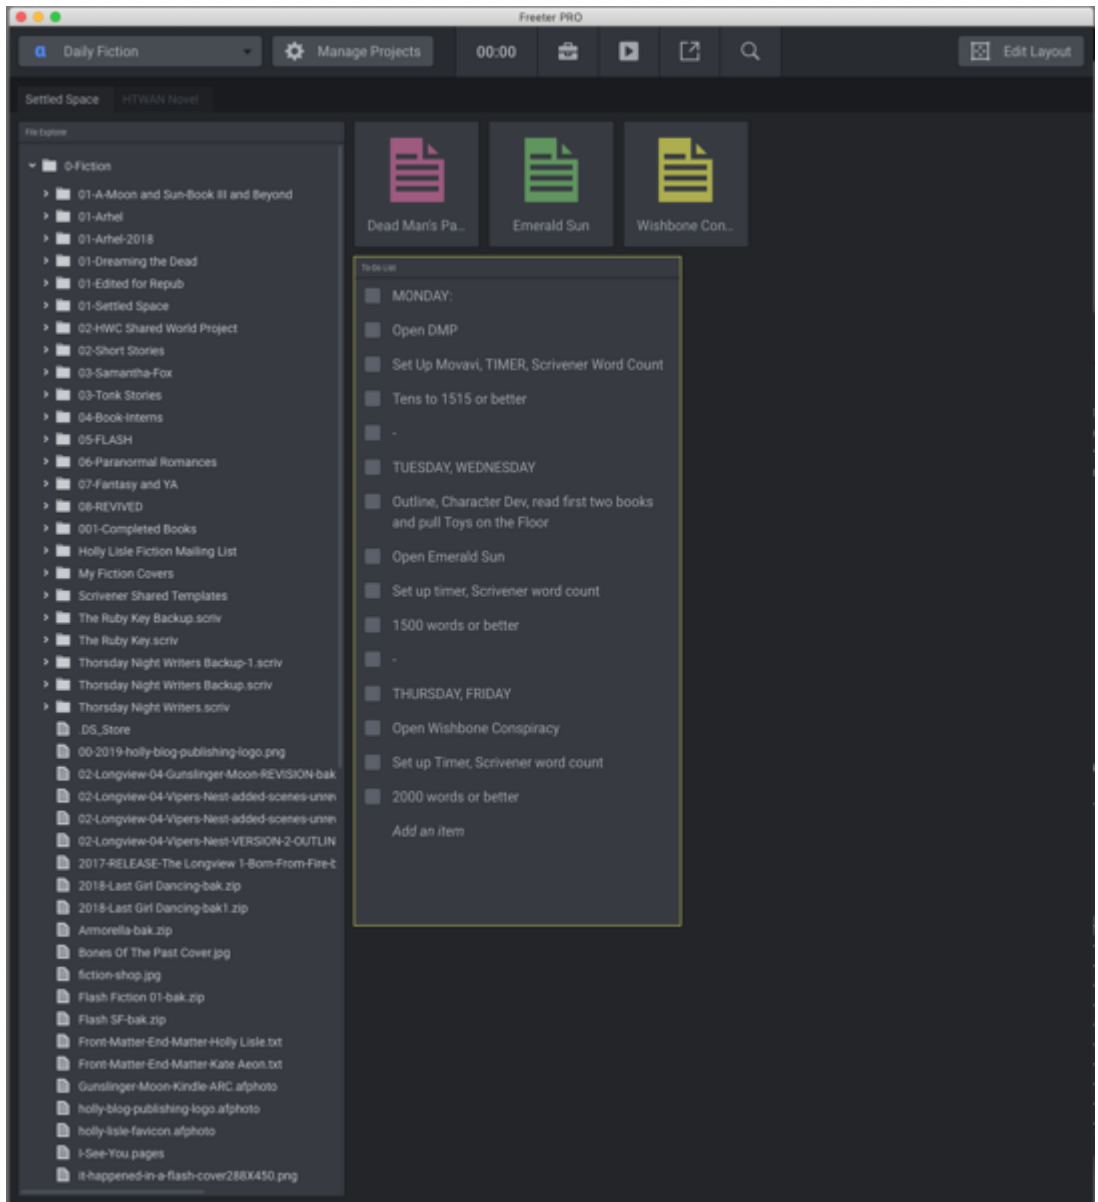 Freeter PRO
a Daily Fiction
Manage Projects
00:00
Edit Layout
Settled Space
HTWAN Novel
File Explorer
0-Fiction
01-A-Moon and Sun-Book III and Beyond
01-Arhel
01-Arhel-2018
01-Dreaming the Dead
01-Edited for Repub
01-Settled Space
02-HWC Shared World Project
02-Short Stories
03-Samantha-Fox
03-Tonk Stories
04-Book-Interns
05-FLASH
06-Paranormal Romances
07-Fantasy and YA
08-REVIVED
001-Completed Books
Holly Lisle Fiction Mailing List
My Fiction Covers
Scrivener Shared Templates
The Ruby Key Backup.scriv
The Ruby Key.scriv
Thorsday Night Writers Backup-1.scriv
Thorsday Night Writers Backup.scriv
Thorsday Night Writers.scriv
.DS_Store
00-2019-holly-blog-publishing-logo.png
02-Longview-04-Gunslinger-Moon-REVISION-bak
02-Longview-04-Vipers-Nest-added-scenes-unrev
02-Longview-04-Vipers-Nest-added-scenes-unrev
02-Longview-04-Vipers-Nest-VERSION-2-OUTLIN
2017-RELEASE-The Longview 1-Born-From-Fire-b
2018-Last Girl Dancing-bak.zip
2018-Last Girl Dancing-bak1.zip
Armorella-bak.zip
Bones Of The Past Cover.jpg
fiction-shop.jpg
Flash Fiction 01-bak.zip
Flash SF-bak.zip
Front-Matter-End-Matter-Holly Lisle.txt
Front-Matter-End-Matter-Kate Aeon.txt
Gunslinger-Moon-Kindle-ARC.afphoto
holly-blog-publishing-logo.afphoto
holly-lisle-favicon.afphoto
I-See-You.pages
it-happened-in-a-flash-cover288X450.png
Dead Man's Pa...
Emerald Sun
Wishbone Con...
To-Do List
MONDAY:
Open DMP
Set Up Movavi, TIMER, Scrivener Word Count
Tens to 1515 or better
-
TUESDAY, WEDNESDAY
Outline, Character Dev, read first two books
and pull Toys on the Floor
Open Emerald Sun
Set up timer, Scrivener word count
1500 words or better
-
THURSDAY, FRIDAY
Open Wishbone Conspiracy
Set up Timer, Scrivener word count
2000 words or better
Add an item